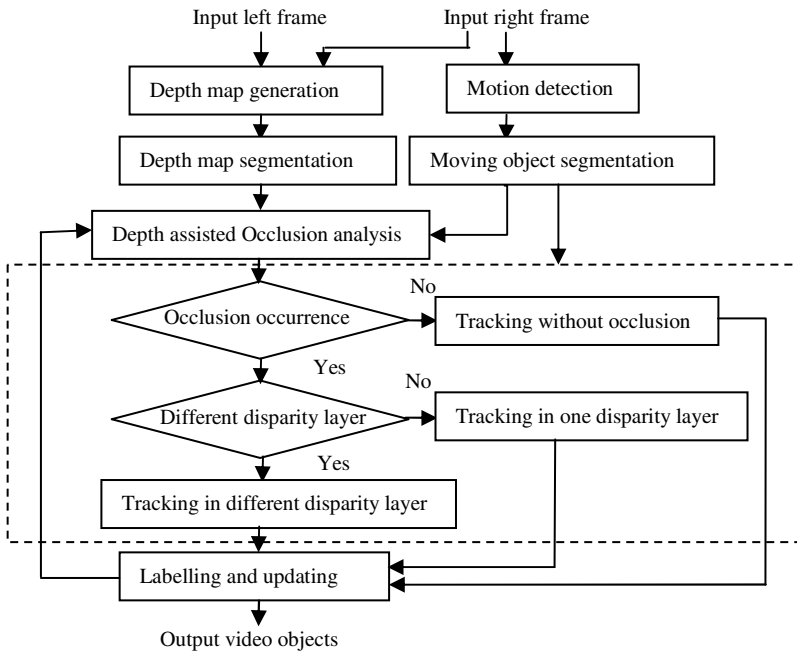 Input left frame
Input right frame
Depth map generation
Motion detection
Depth map segmentation
Moving object segmentation
Depth assisted Occlusion analysis
No
Occlusion occurrence
Tracking without occlusion
Yes
No
Different disparity layer
Tracking in one disparity layer
Yes
Tracking in different disparity layer
Labelling and updating
Output video objects